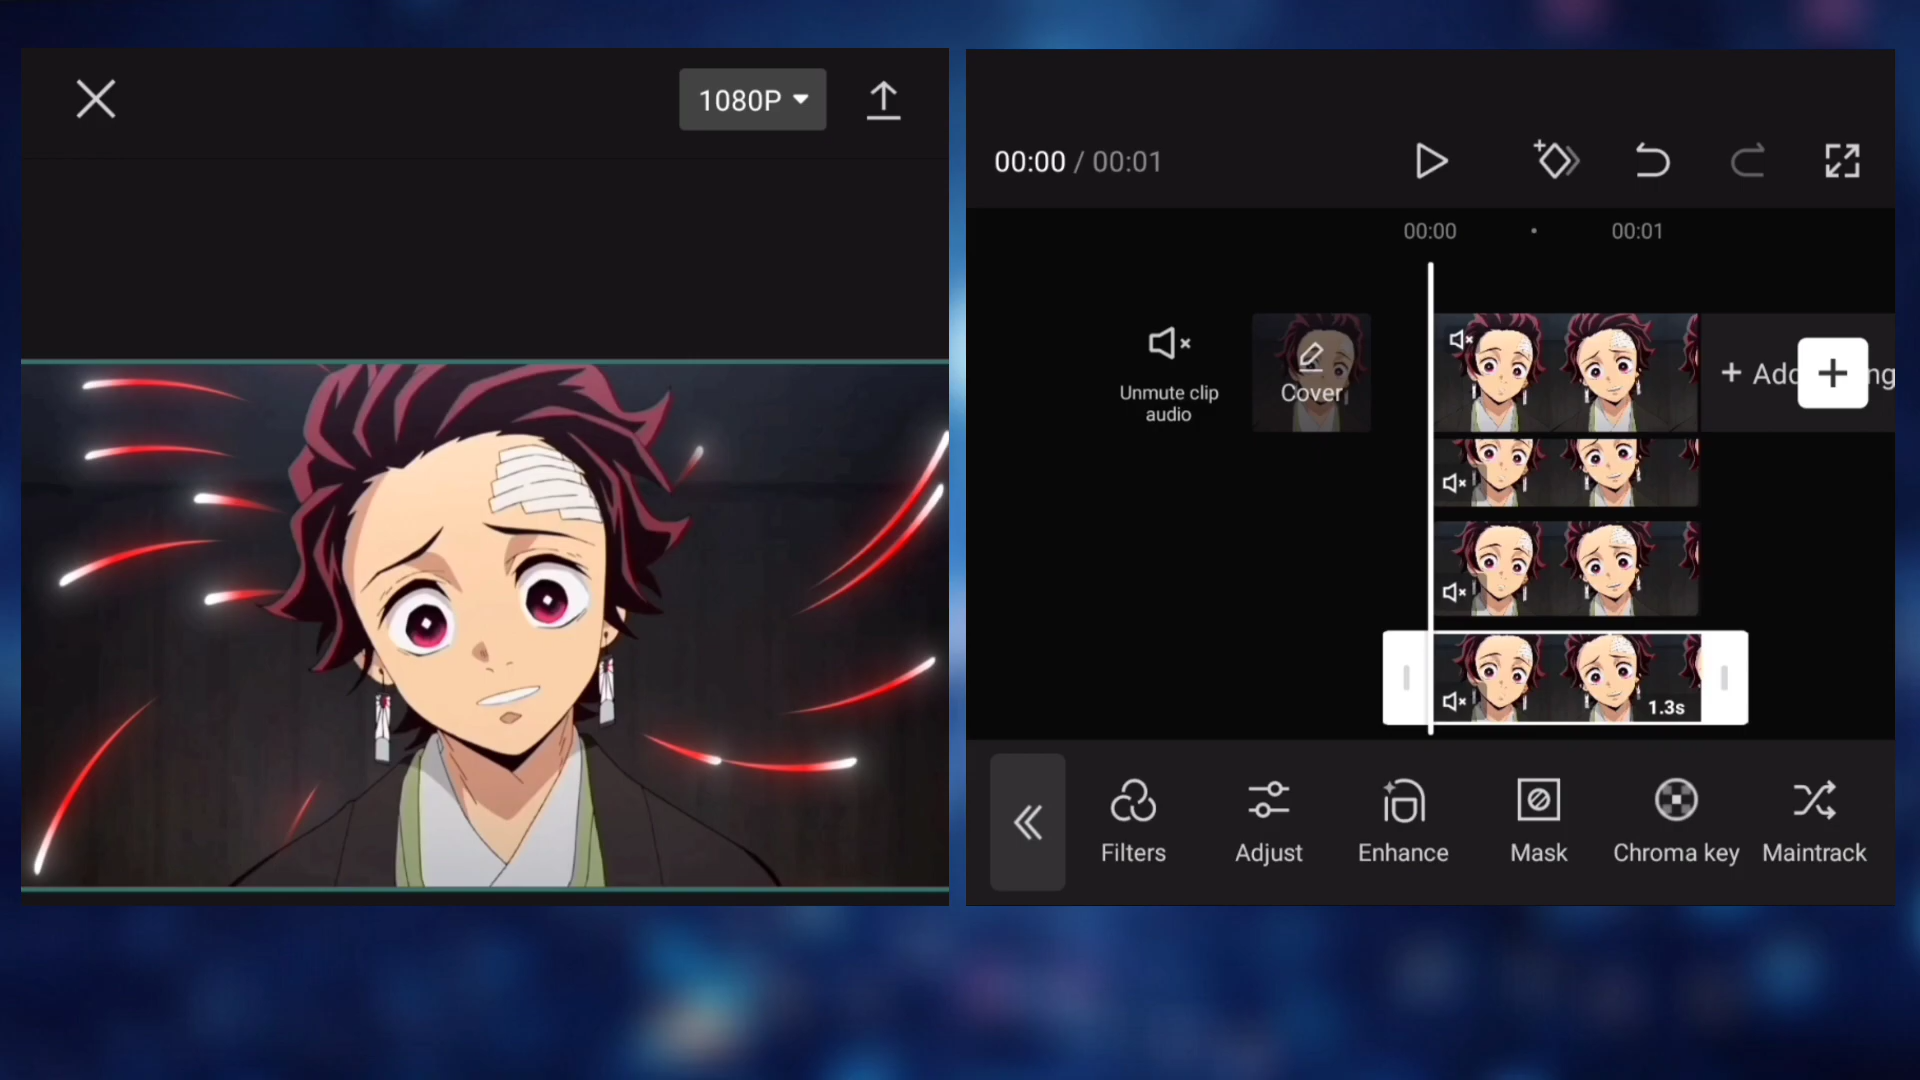 1080P
00:00 / 00:01
00:00
00:01
Unmute clip
audio
Cover
+ Add
ng
1.3s
Filters
Adjust
Enhance
Mask
Chroma key
Maintrack